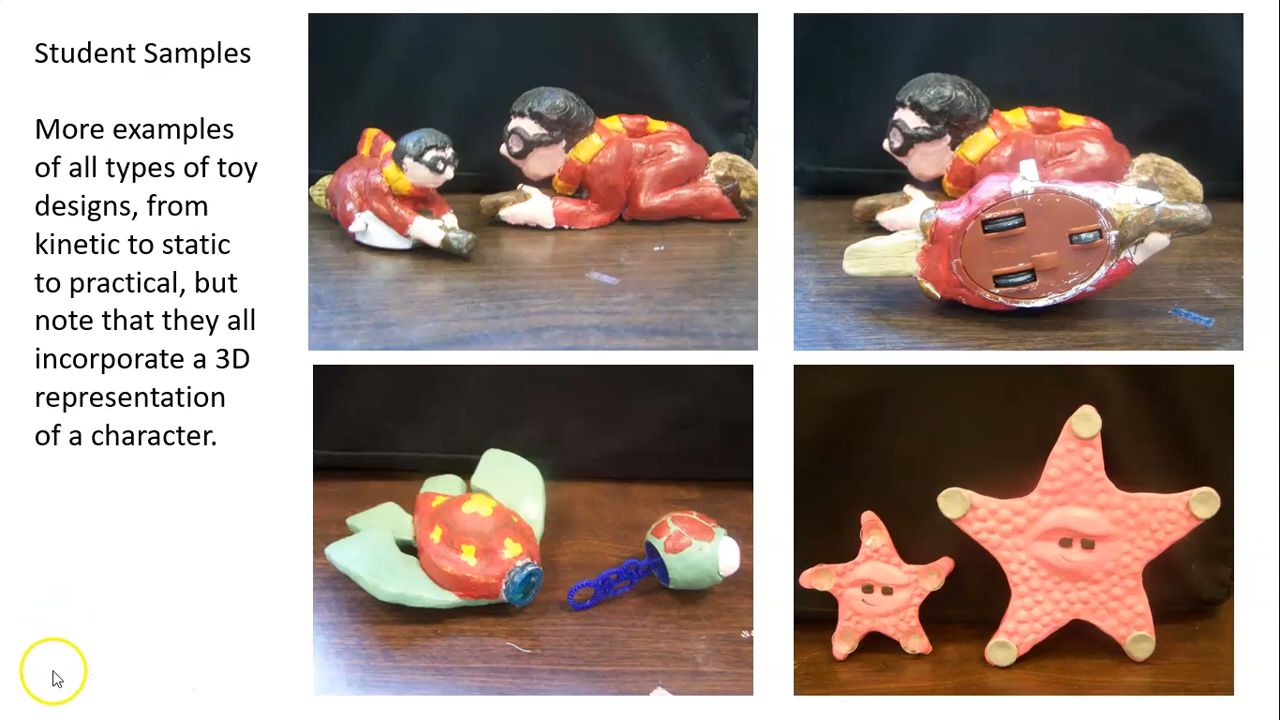 Student Samples
More examples
of all types of toy
designs, from
kinetic to static
to practical, but
note that they all
incorporate a 3D
representation
of a character.